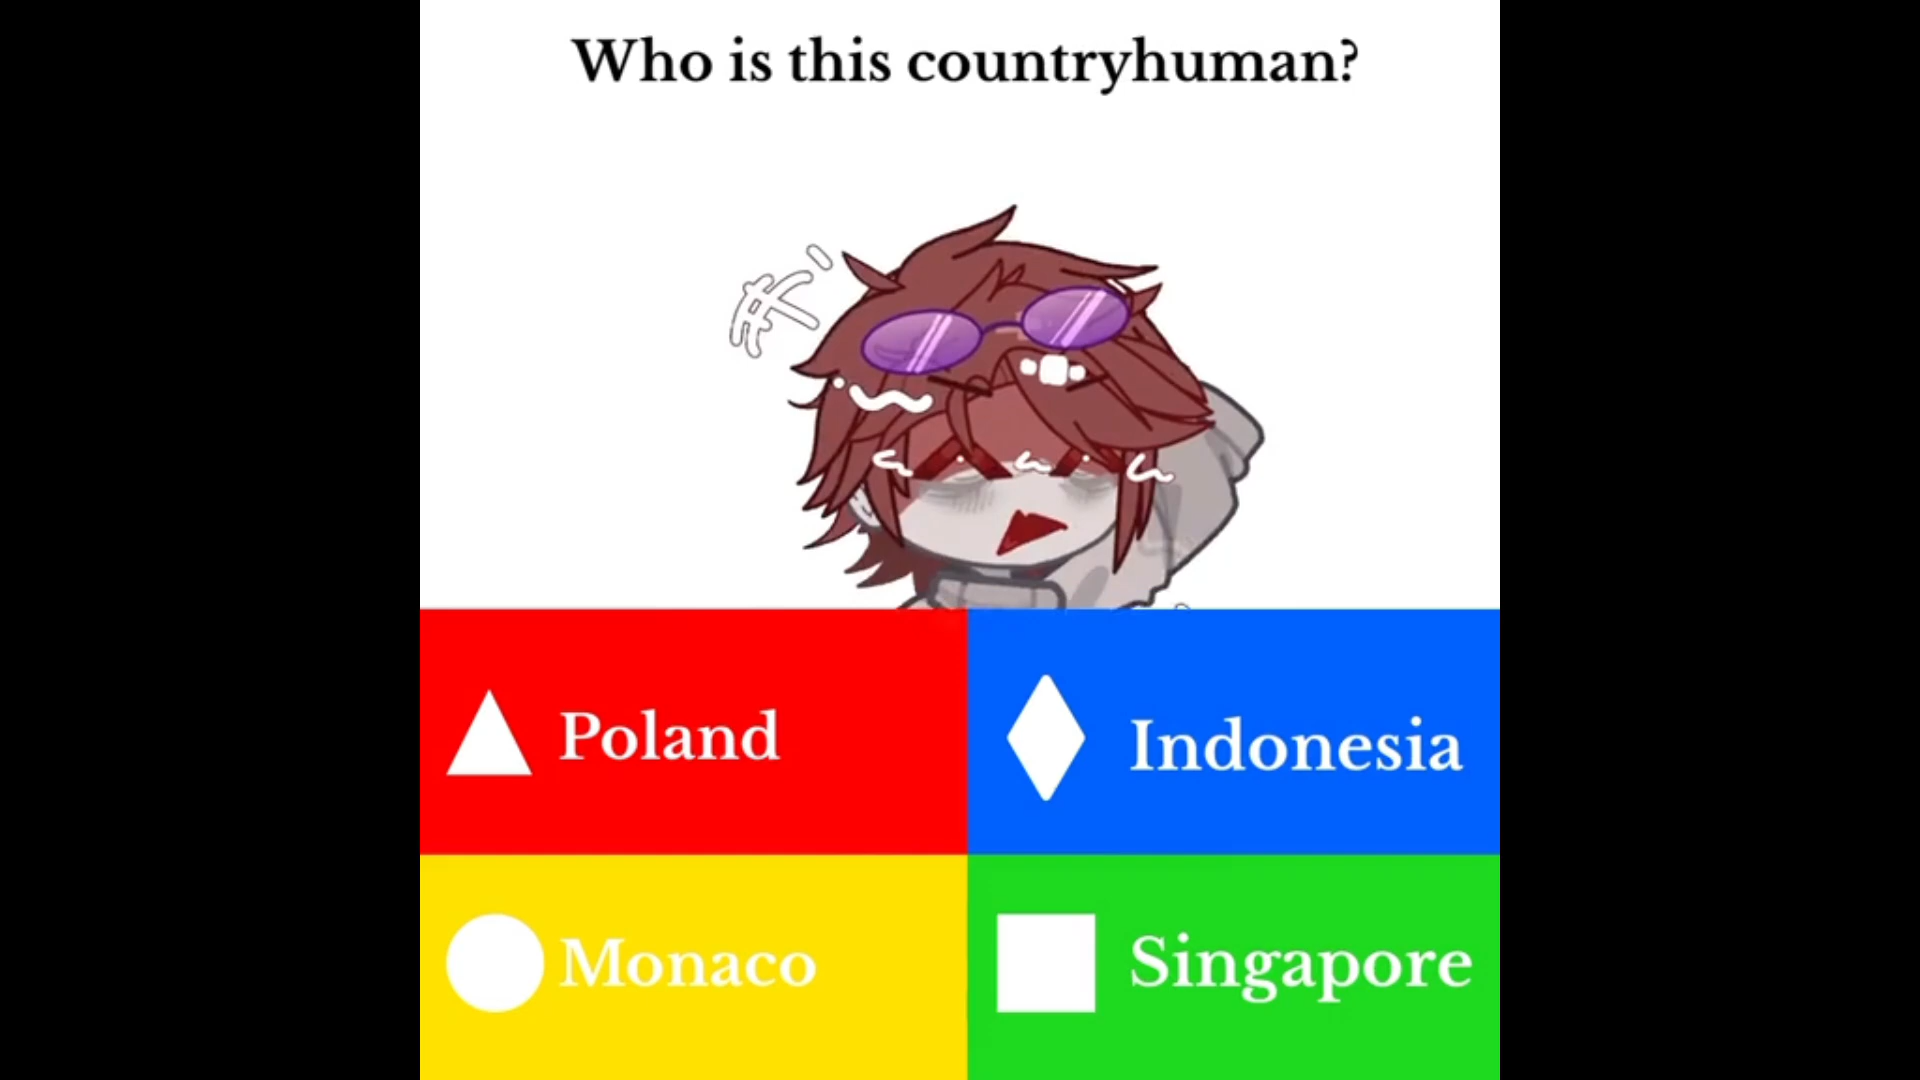 Who is this countryhuman?
Poland
Indonesia
Monaco
Singapore